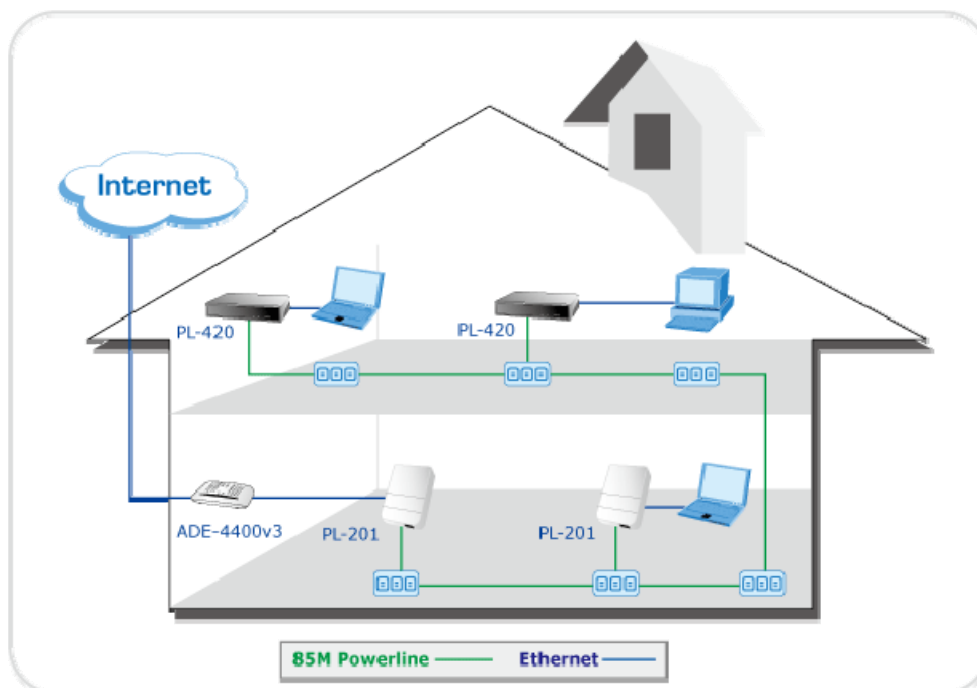 Internet
PL-420
PL-420
ADE-4400v3
PL-201
PL-201
85M Powerline
Ethernet